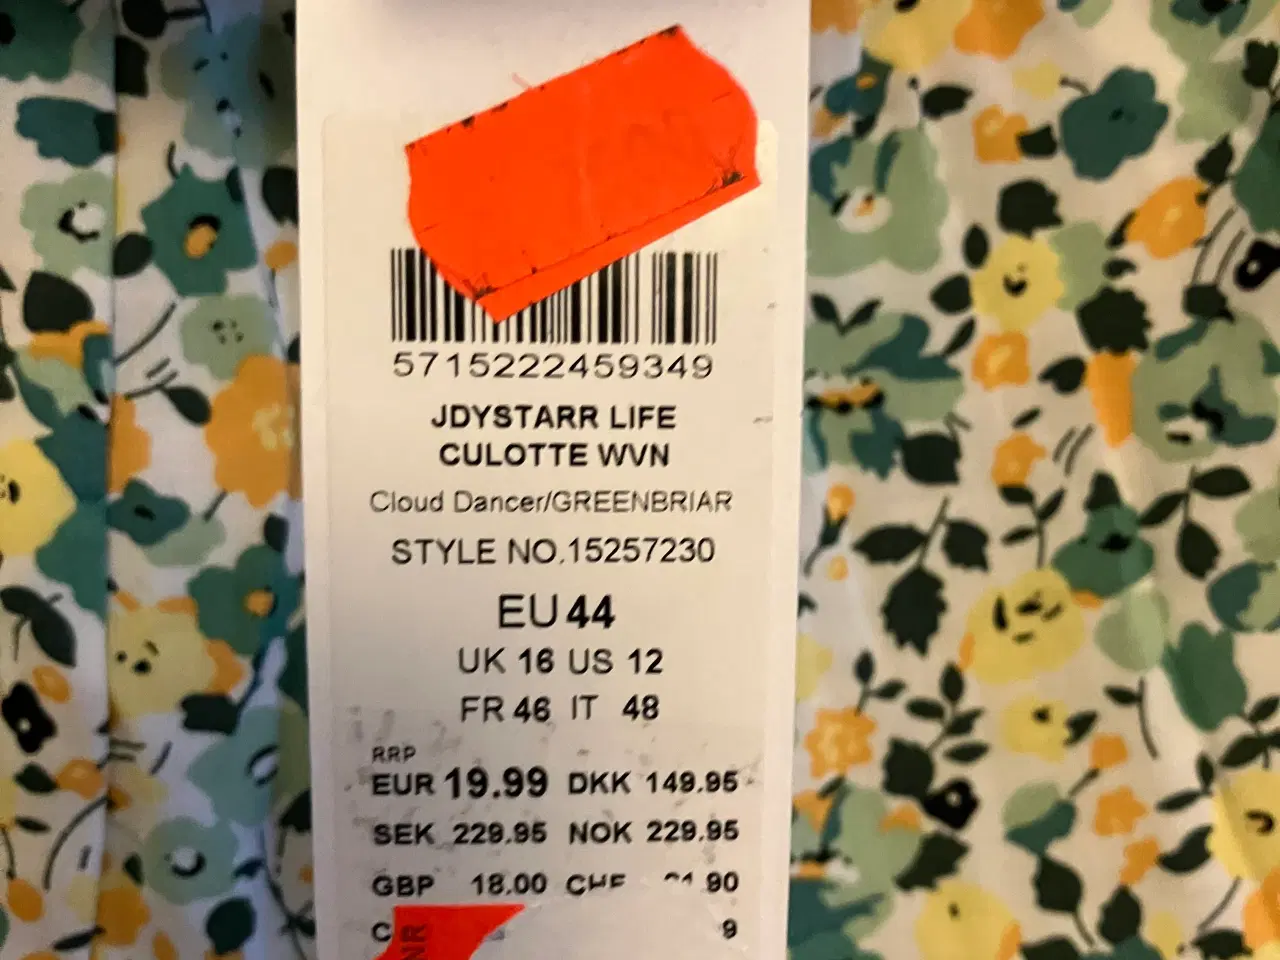 5715222459349
JDYSTARR LIFE
CULOTTE WVN
Cloud Dancer/GREENBRIAR
STYLE NO.15257230
EU 44
UK 16 US 12
FR 46 IT 48
RRP
EUR 19.99 DKK 149.95
SEK 229.95 NOK 229.95
GBP 18.00 CHF